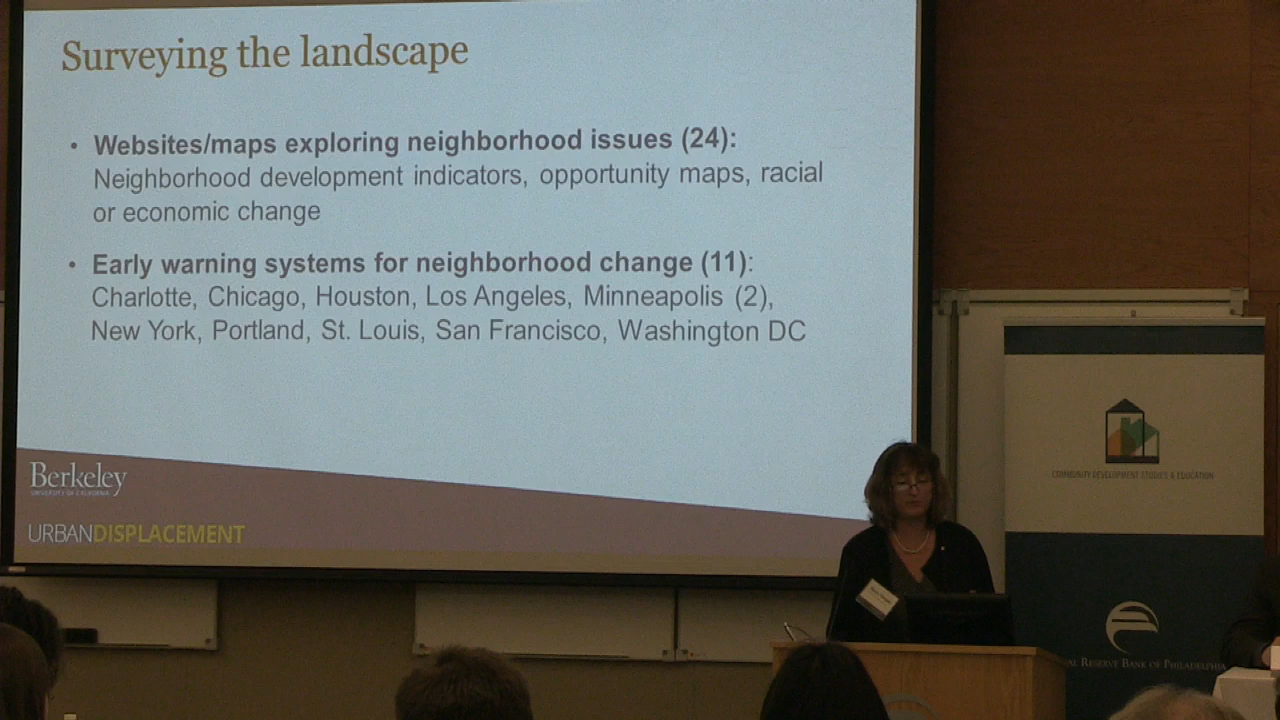 Surveying the landscape
• Websites/maps exploring neighborhood issues (24):
Neighborhood development indicators, opportunity maps, racial
or economic change
• Early warning systems for neighborhood change (11):
Charlotte, Chicago, Houston, Los Angeles, Minneapolis (2),
New York, Portland, St. Louis, San Francisco, Washington DC
Berkeley
UNIVERSITY OF CALIFORNIA
URBANDISPLACEMENT
COMMUNITY DEVELOPMENT STUDIES & EDUCATION
AL RESERVE BANK OF PHILADELPHIA